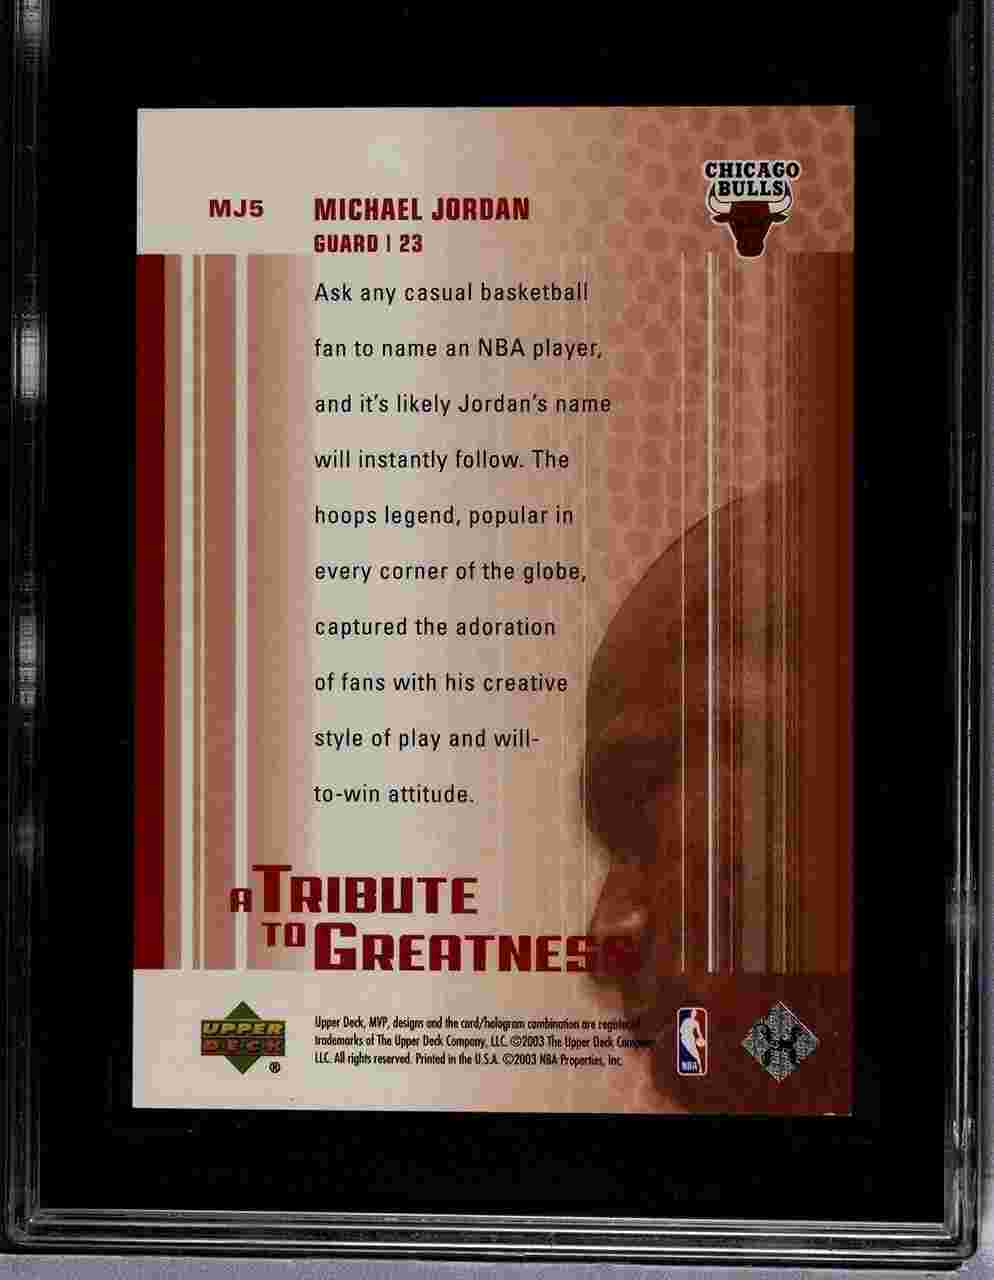 CHICAGO
BULLS
MJ5
MICHAEL JORDAN
GUARD | 23
Ask any casual basketball
fan to name an NBA player,
and it's likely Jordan's name
will instantly follow. The
hoops legend, popular in
every corner of the globe,
captured the adoration
of fans with his creative
style of play and will-
to-win attitude.
A TRIBUTE
TO GREATNESS
UPPER
DECK
®
Upper Deck, MVP, designs and the card/hologram combination are registered
trademarks of The Upper Deck Company, LLC. ©2003 The Upper Deck Company,
LLC. All rights reserved. Printed in the U.S.A. ©2003 NBA Properties, Inc.
NBA